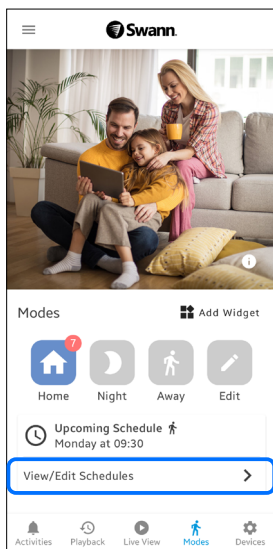 Swann.
Modes
Add Widget
7
Home Night Away Edit
Upcoming Schedule
Monday at 09:30
View/Edit Schedules
Activities Playback Live View Modes Devices